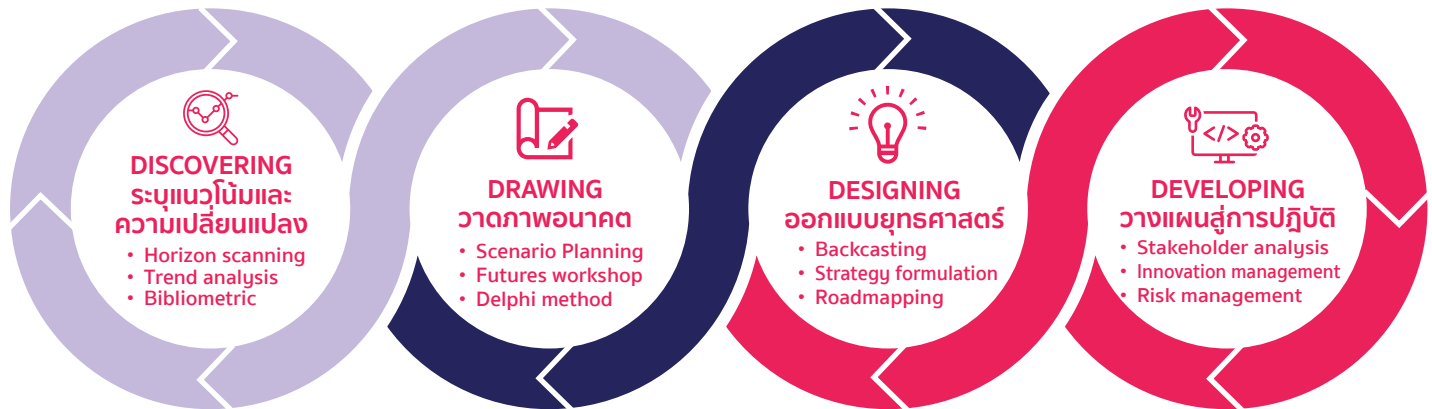 DISCOVERING
ระบุแนวโน้มและ
ความเปลี่ยนแปลง
• Horizon scanning
• Trend analysis
• Bibliometric
DRAWING
วาดภาพอนาคต
• Scenario Planning
• Futures workshop
• Delphi method
DESIGNING
ออกแบบยุทธศาสตร์
• Backcasting
• Strategy formulation
• Roadmapping
</>
DEVELOPING
วางแผนสู่การปฏิบัติ
• Stakeholder analysis
• Innovation management
• Risk management